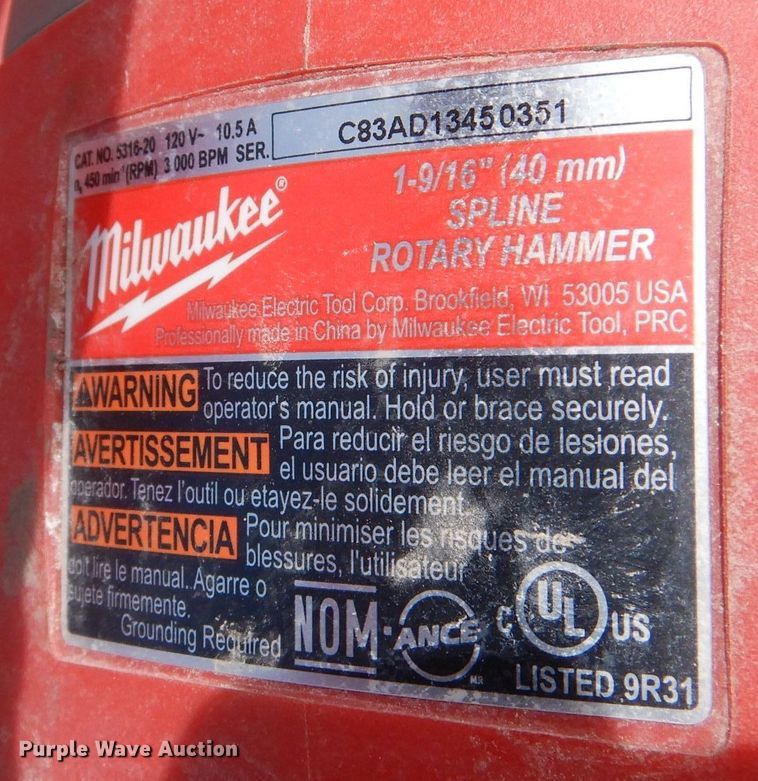 CAT. NO. 5316-20 120 V~ 10.5 A
n₀ 450 min⁻¹(RPM) 3 000 BPM SER. C83AD13450351
Milwaukee®
1-9/16" (40 mm)
SPLINE
ROTARY HAMMER
Milwaukee Electric Tool Corp. Brookfield, WI 53005 USA
Professionally made in China by Milwaukee Electric Tool, PRC
⚠WARNING To reduce the risk of injury, user must read
operator's manual. Hold or brace securely.
AVERTISSEMENT Para reducir el riesgo de lesiones,
el usuario debe leer el manual del
operador. Tenez l'outil ou etayez-le solidement.
ADVERTENCIA Pour minimiser les risques de
blessures, l'utilisateur
doit lire le manual. Agarre o
sujete firmemente.
Grounding Required
NOM-ANCE
MR
C UL US
LISTED 9R31
Purple Wave Auction